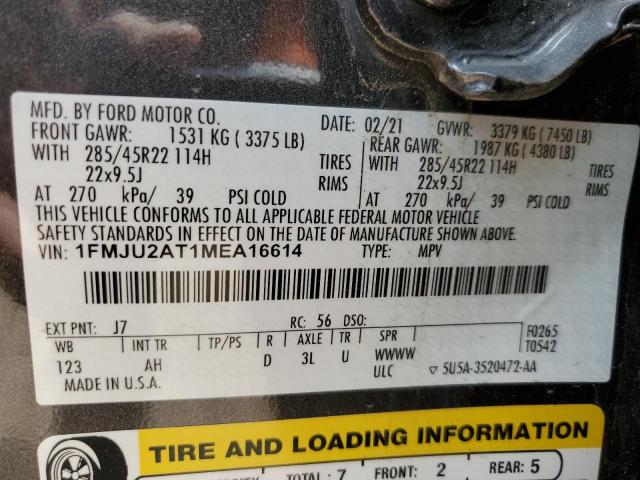 MFD. BY FORD MOTOR CO.
DATE: 02/21 GVWR: 3379 KG (7450 LB)
FRONT GAWR: 1531 KG (3375 LB)
REAR GAWR: 1987 KG (4380 LB)
WITH 285/45R22 114H TIRES
WITH 285/45R22 114H TIRES
22x9.5J RIMS
22x9.5J RIMS
AT 270 kPa/ 39 PSI COLD
AT 270 kPa/ 39 PSI COLD
THIS VEHICLE CONFORMS TO ALL APPLICABLE FEDERAL MOTOR VEHICLE
SAFETY STANDARDS IN EFFECT ON THE DATE OF MANUFACTURE SHOWN ABOVE.
VIN: 1FMJU2AT1MEA16614 TYPE: MPV
EXT PNT: J7 RC: 56 DSO:
F0265
T0542
WB INT TR TP/PS R AXLE TR SPR
123 AH D 3L U WWWW
ULC
MADE IN U.S.A. ▽ 5U5A-3520472-AA
TIRE AND LOADING INFORMATION
TOTAL: 7 FRONT: 2 REAR: 5